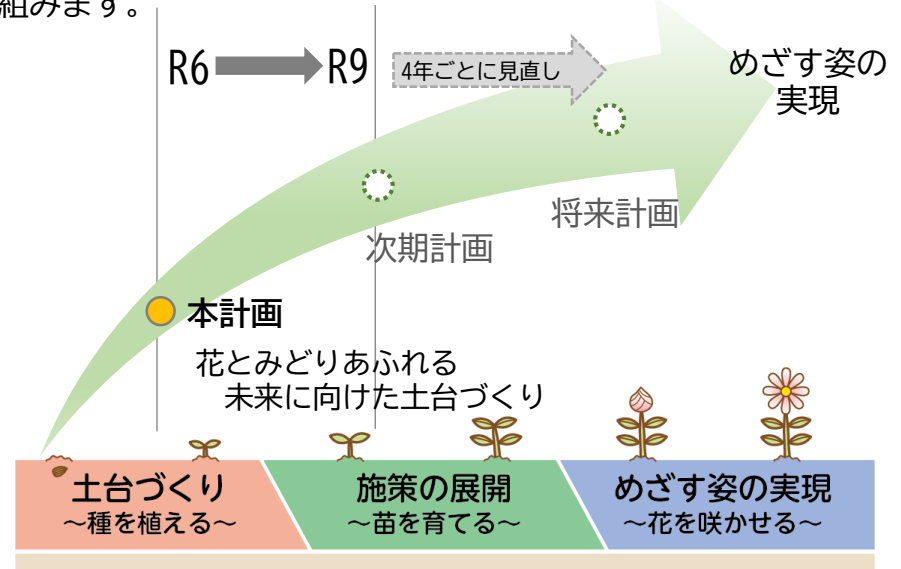 組みます。
R6
R9
4年ごとに見直し
めざす姿の
実現
将来計画
次期計画
本計画
花とみどりあふれる
未来に向けた土台づくり
土台づくり
～種を植える～
施策の展開
～苗を育てる～
めざす姿の実現
～花を咲かせる～